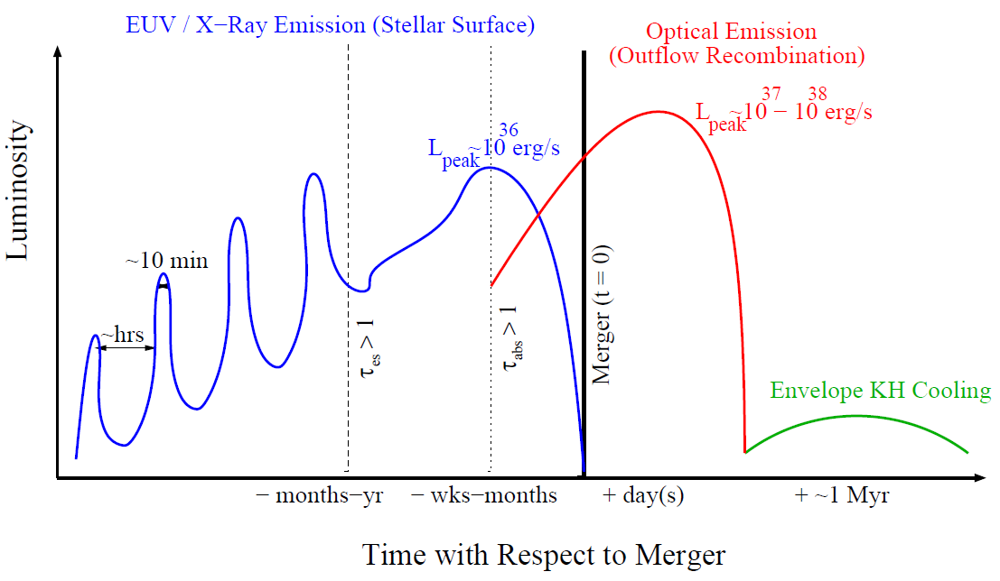 EUV / X−Ray Emission (Stellar Surface)
Optical Emission
(Outflow Recombination)
L_peak ~10^37 − 10^38 erg/s
L_peak ~10^36 erg/s
Luminosity
~10 min
~hrs
τ_es > 1
τ_abs > 1
Merger (t = 0)
Envelope KH Cooling
− months−yr
− wks−months
+ day(s)
+ ~1 Myr
Time with Respect to Merger